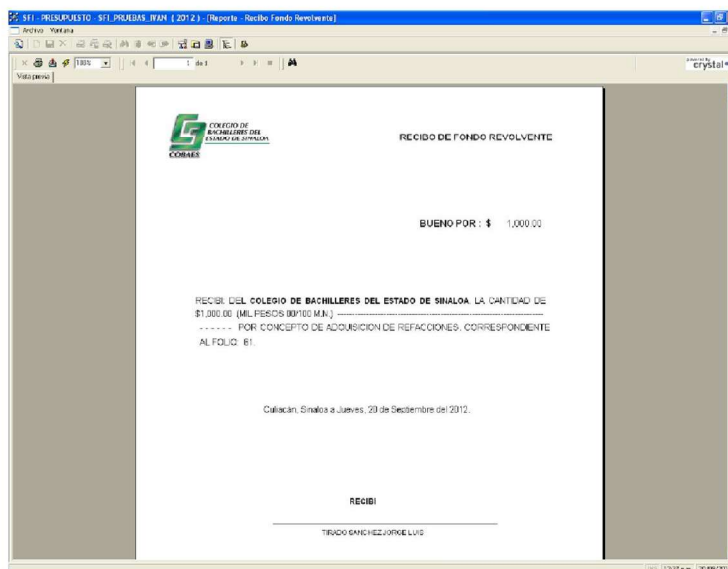 SFI - PRESUPUESTO - SFI_PRUEBAS_IVAN ( 2012 ) - [Reporte - Recibo Fondo Revolvente]
Archivo Ventana
100%
1 de 1
powered by
crystal
Vista previa
COLEGIO DE
BACHILLERES DEL
ESTADO DE SINALOA
COBAES
RECIBO DE FONDO REVOLVENTE
BUENO POR : $ 1,000.00
RECIBI DEL COLEGIO DE BACHILLERES DEL ESTADO DE SINALOA, LA CANTIDAD DE
$1,000.00 (MIL PESOS 00/100 M.N.) ------------------------------------------------------------
- - - - - - POR CONCEPTO DE ADQUISICION DE REFACCIONES, CORRESPONDIENTE
AL FOLIO: 61.
Culiacán, Sinaloa a Jueves, 20 de Septiembre del 2012.
RECIBI
TIRADO SANCHEZ JORGE LUIS